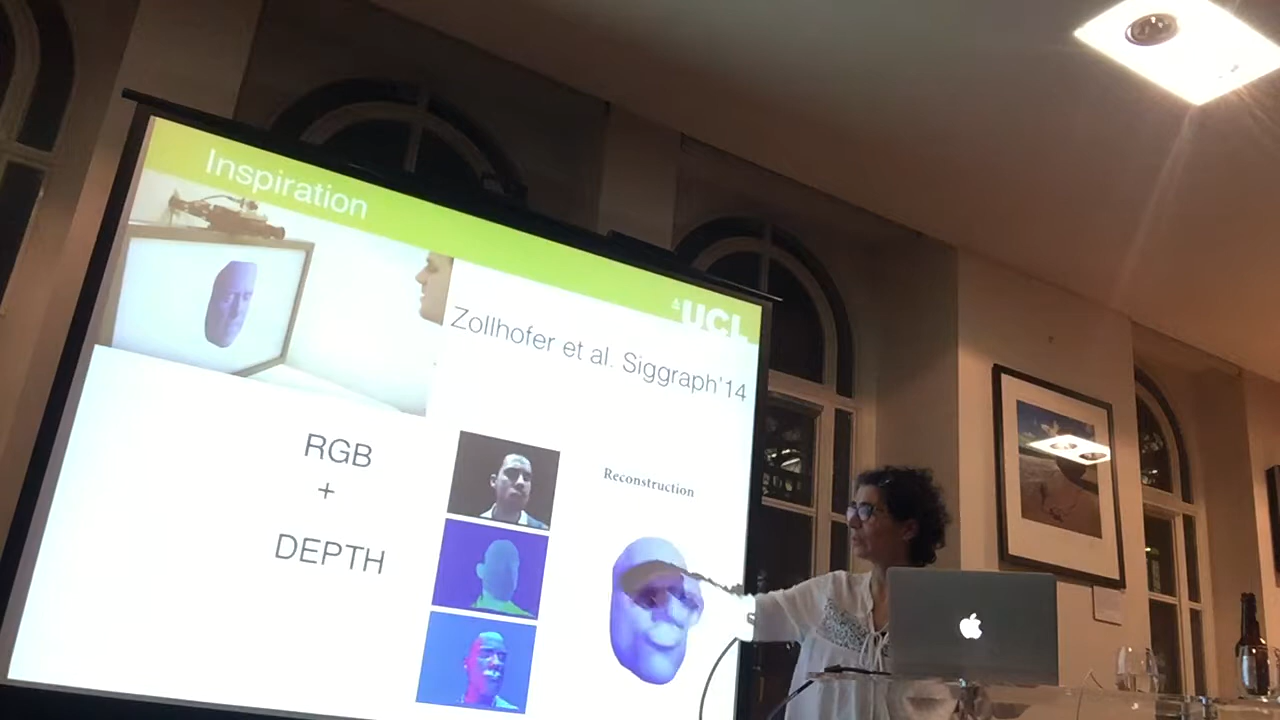 Inspiration
UCL
Zollhofer et al. Siggraph'14
RGB
+
DEPTH
Reconstruction